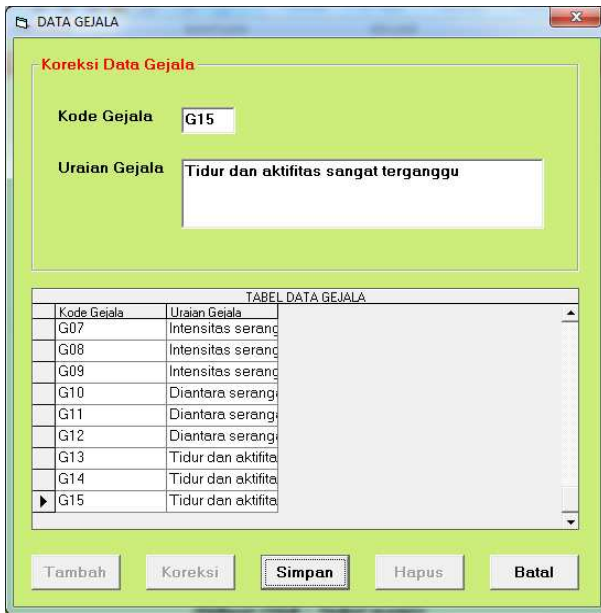 DATA GEJALA
Koreksi Data Gejala
Kode Gejala G15
Uraian Gejala Tidur dan aktifitas sangat terganggu
TABEL DATA GEJALA
Kode Gejala Uraian Gejala
G07 Intensitas serang
G08 Intensitas serang
G09 Intensitas serang
G10 Diantara serang
G11 Diantara serang
G12 Diantara serang
G13 Tidur dan aktifita
G14 Tidur dan aktifita
G15 Tidur dan aktifita
Tambah Koreksi Simpan Hapus Batal